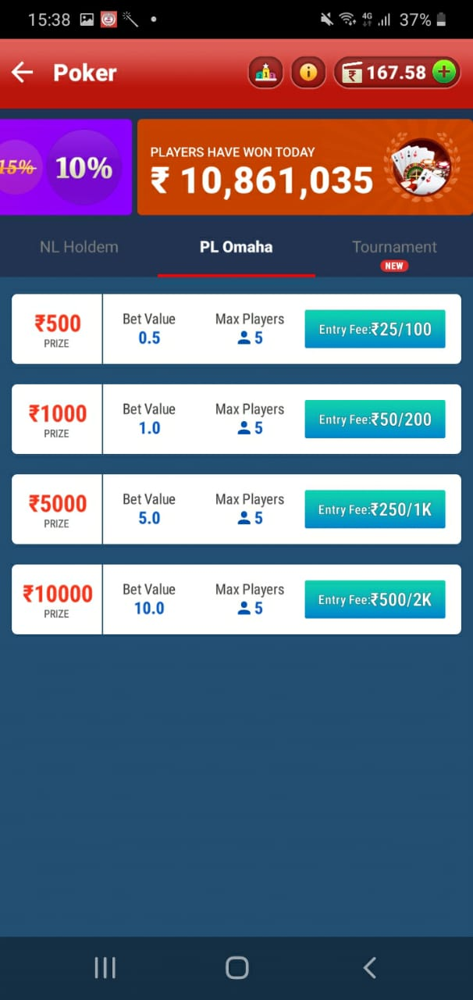 15:38
4G
37%
Poker
₹ 167.58 +
15% 10%
PLAYERS HAVE WON TODAY
₹ 10,861,035
NL Holdem
PL Omaha
Tournament
NEW
₹500
PRIZE
Bet Value
0.5
Max Players
5
Entry Fee:₹25/100
₹1000
PRIZE
Bet Value
1.0
Max Players
5
Entry Fee:₹50/200
₹5000
PRIZE
Bet Value
5.0
Max Players
5
Entry Fee:₹250/1K
₹10000
PRIZE
Bet Value
10.0
Max Players
5
Entry Fee:₹500/2K